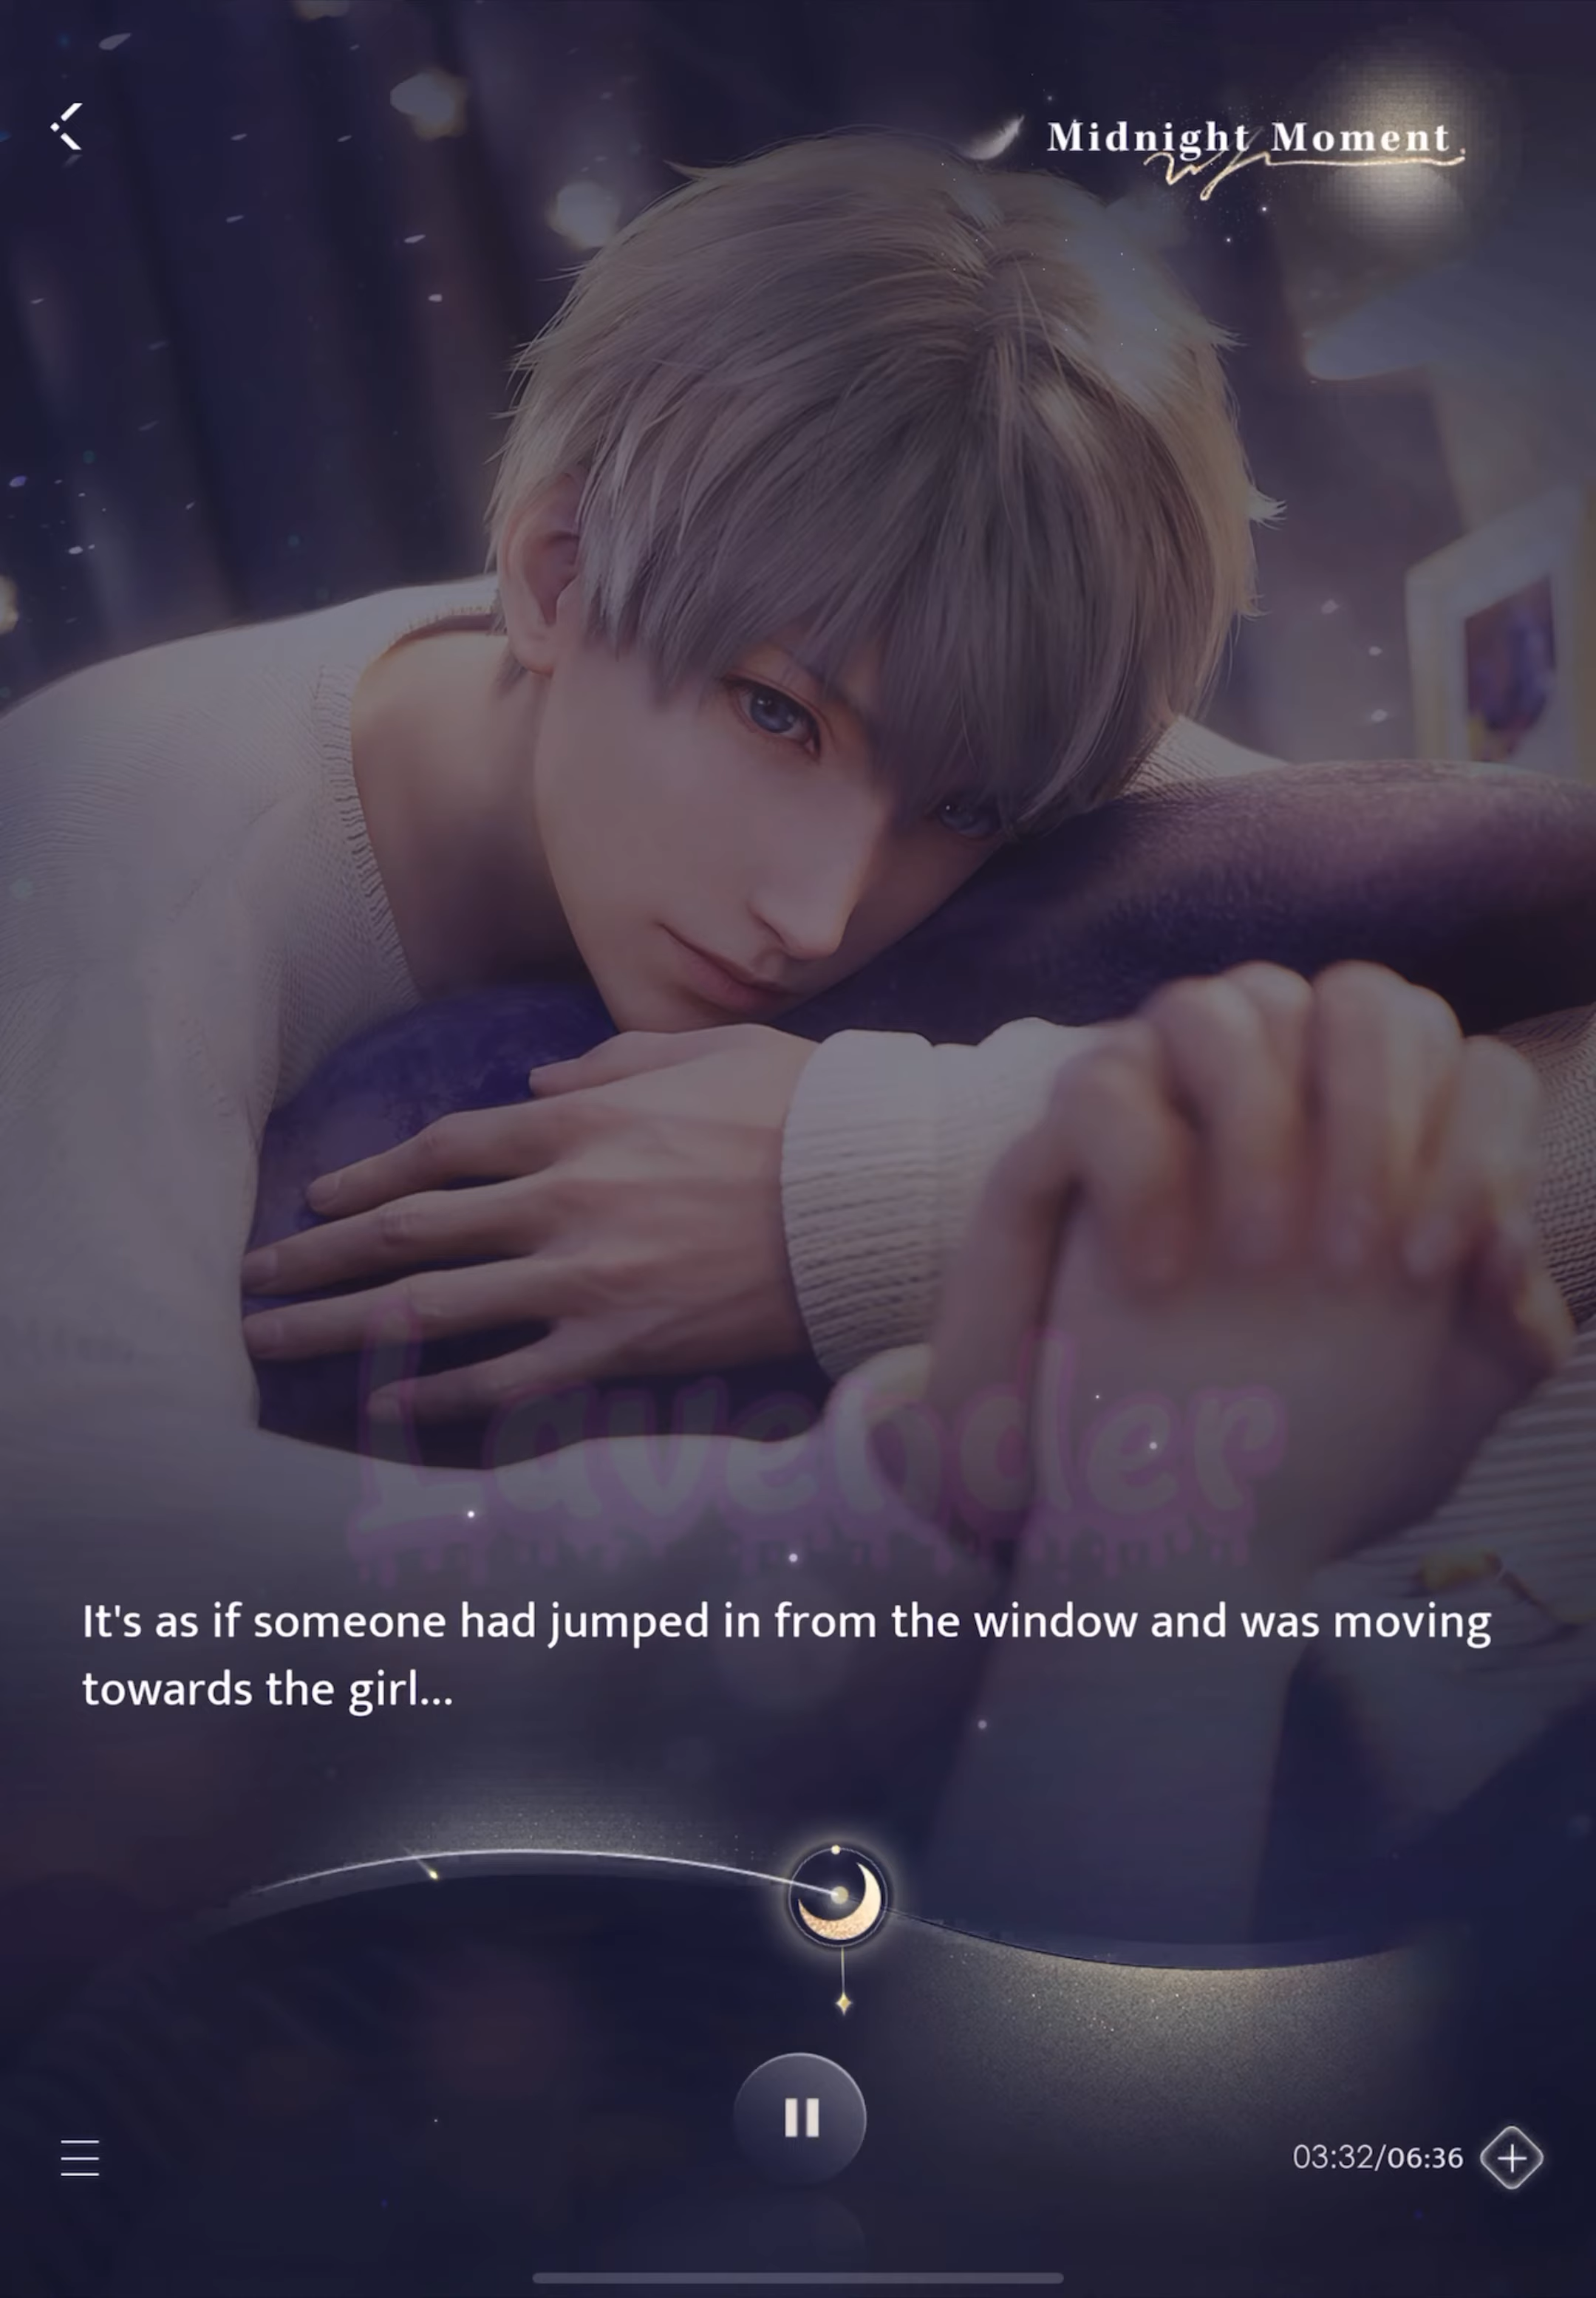 Midnight Moment
Lavender
It's as if someone had jumped in from the window and was moving
towards the girl...
03:32/06:36